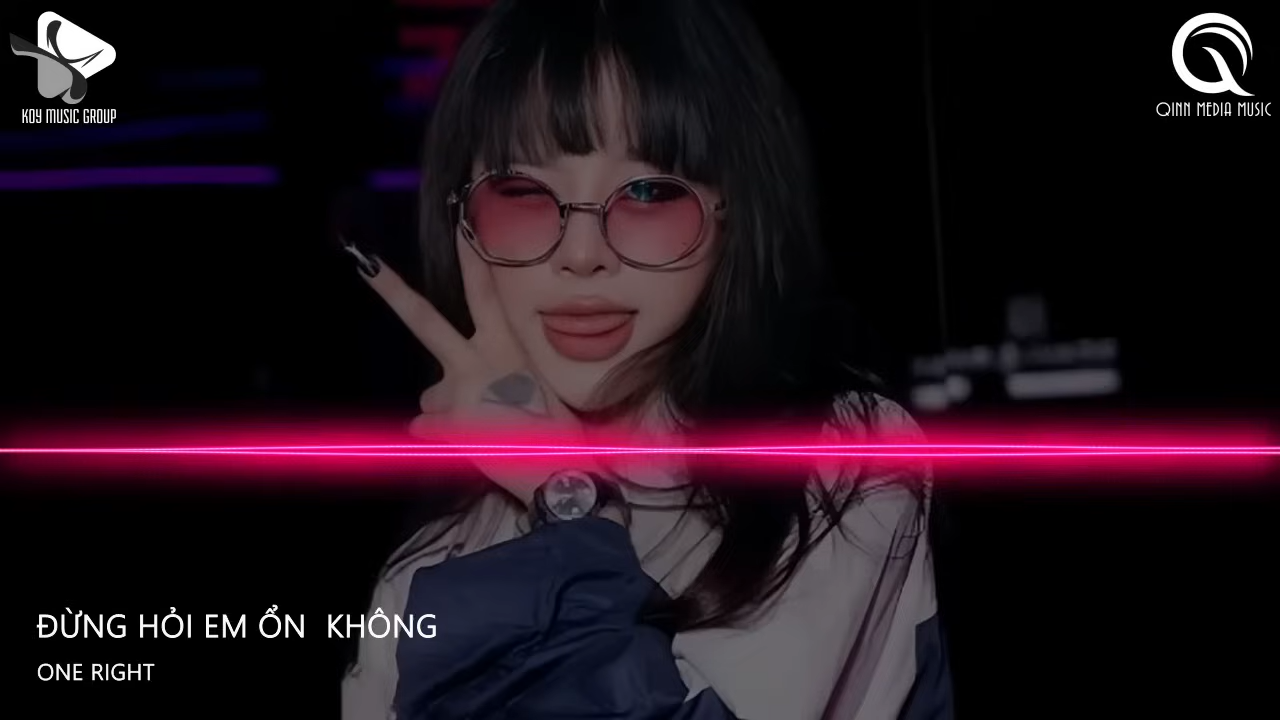 KOY MUSIC GROUP
QINN MEDIA MUSIC
ĐỪNG HỎI EM ỔN  KHÔNG
ONE RIGHT